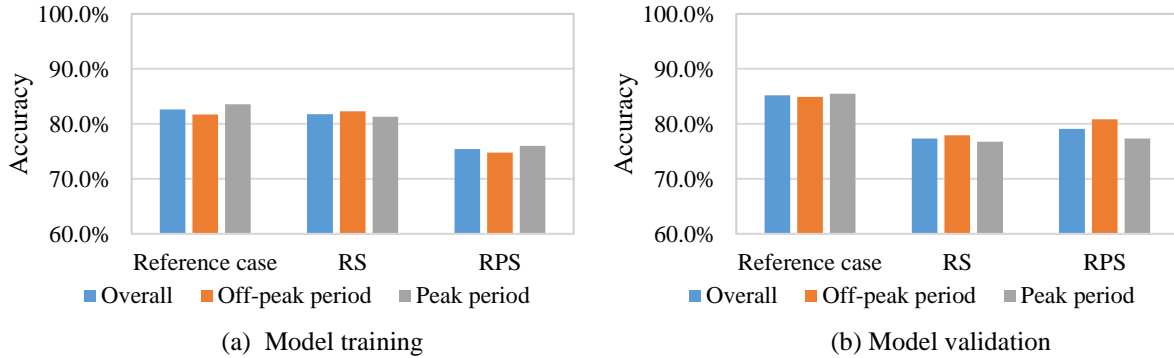 100.0%
90.0%
80.0%
70.0%
60.0%
Accuracy
Reference case RS RPS
Overall Off-peak period Peak period
(a) Model training
100.0%
90.0%
80.0%
70.0%
60.0%
Accuracy
Reference case RS RPS
Overall Off-peak period Peak period
(b) Model validation